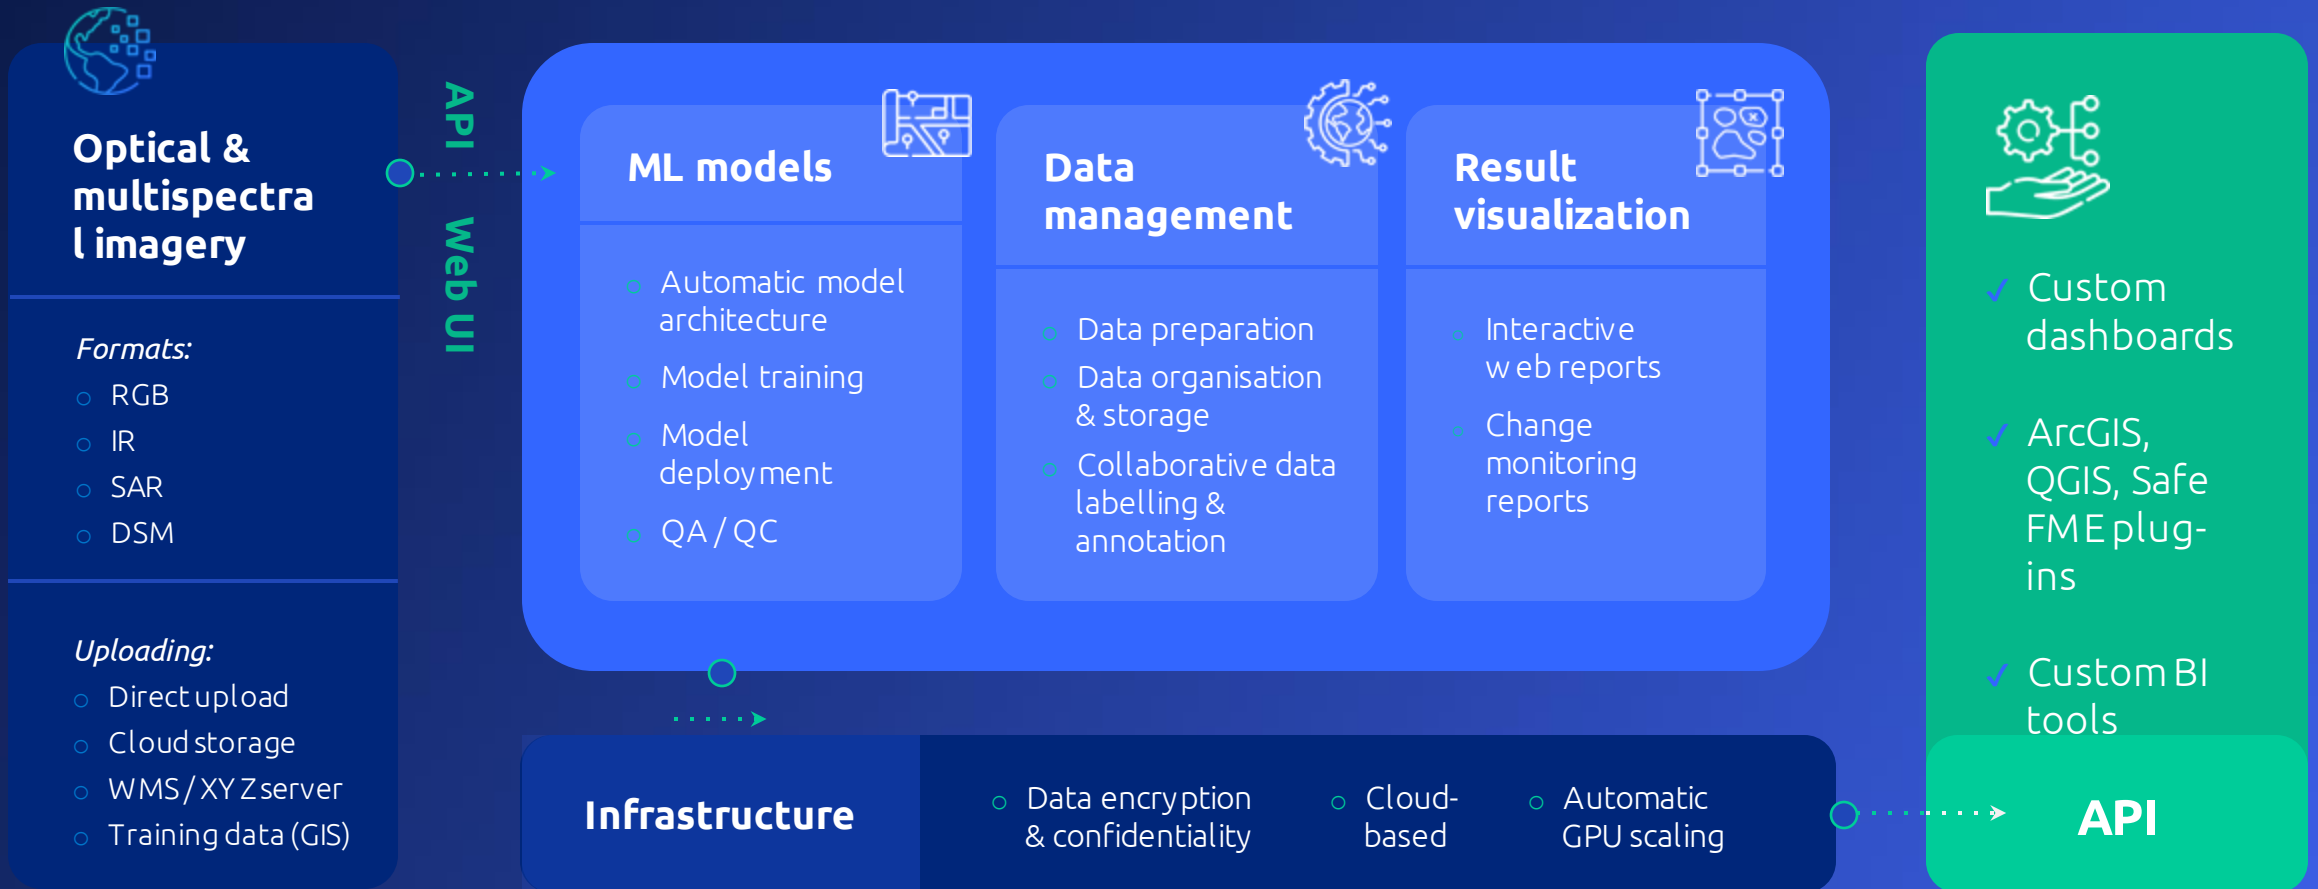 Optical &
multispectra
l imagery
Formats:
RGB
IR
SAR
DSM
Uploading:
Direct upload
Cloud storage
WMS / XYZ server
Training data (GIS)
API
Web UI
ML models
Automatic model
architecture
Model training
Model
deployment
QA / QC
Data
management
Data preparation
Data organisation
& storage
Collaborative data
labelling &
annotation
Result
visualization
Interactive
web reports
Change
monitoring
reports
Infrastructure
Data encryption
& confidentiality
Cloud-
based
Automatic
GPU scaling
Custom
dashboards
ArcGIS,
QGIS, Safe
FME plug-
ins
Custom BI
tools
API